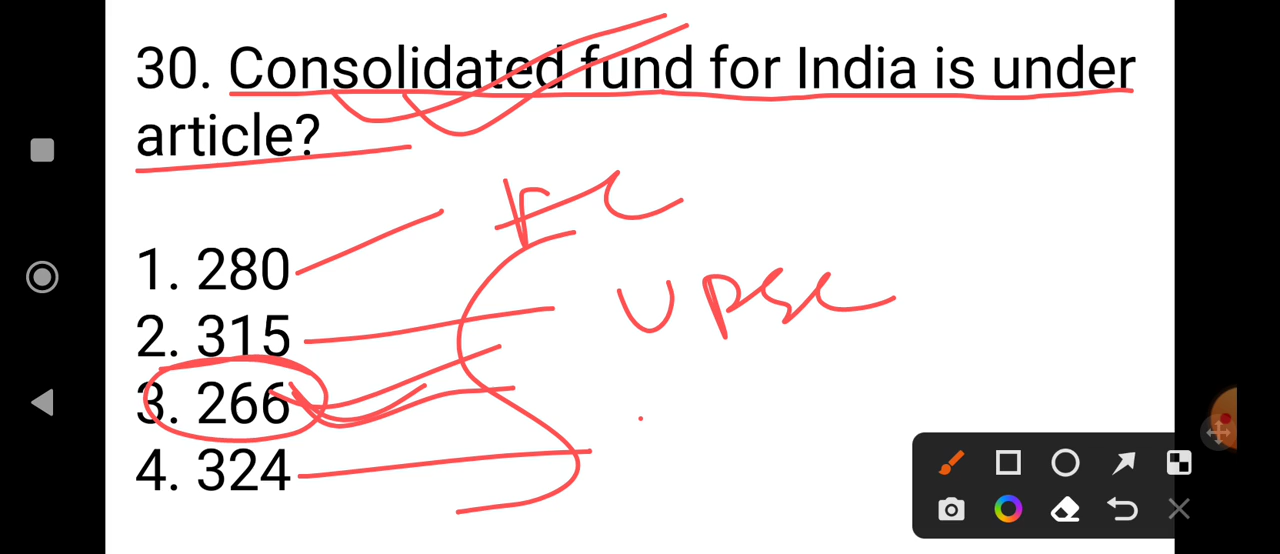 30. Consolidated fund for India is under
article?
FC
1. 280
UPSC
2. 315
3. 266
4. 324